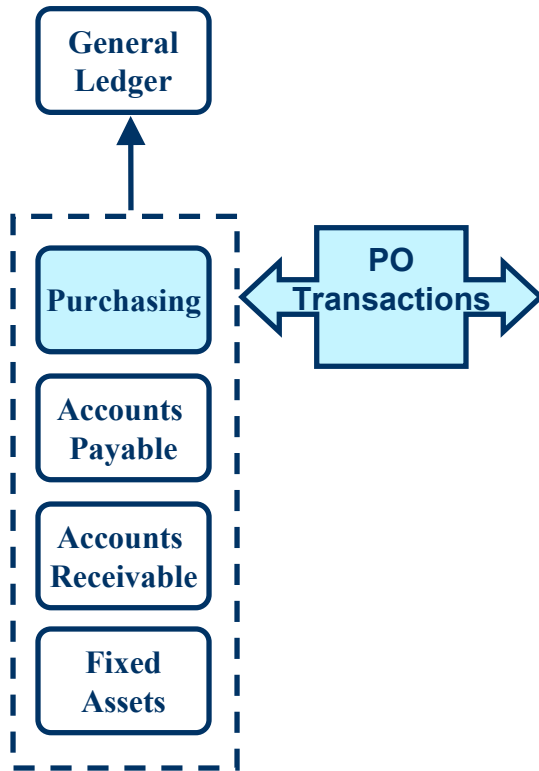 General
Ledger
Purchasing
PO
Transactions
Accounts
Payable
Accounts
Receivable
Fixed
Assets